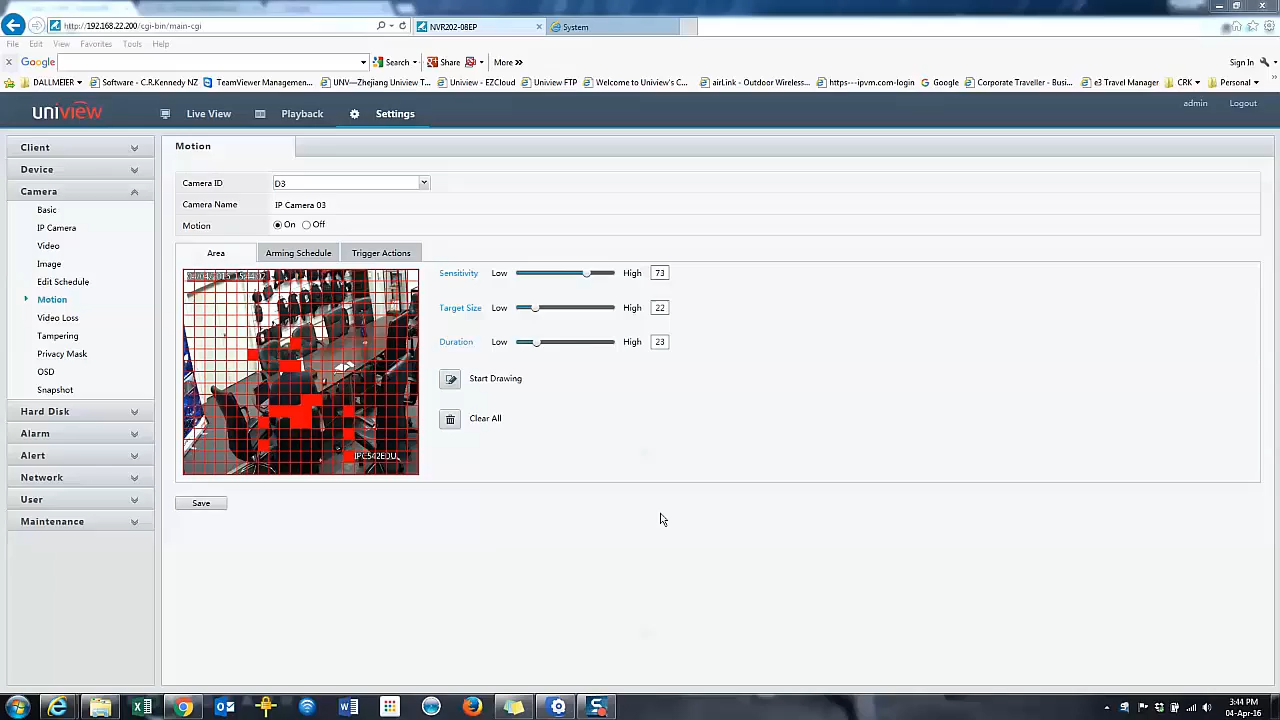 http://192.168.22.200/cgi-bin/main-cgi
NVR202-08EP
System
File Edit View Favorites Tools Help
Google Search Share More »
Sign In
DALLMEIER Software - C.R.Kennedy NZ TeamViewer Managemen... UNV—Zhejiang Uniview T... Uniview - EZCloud Uniview FTP Welcome to Uniview's C... airLink - Outdoor Wireless... https---ipvm.com-login Google Corporate Traveller - Busi... e3 Travel Manager CRK Personal
uniview Live View Playback Settings admin Logout
Client
Device
Camera
Basic
IP Camera
Video
Image
Edit Schedule
Motion
Video Loss
Tampering
Privacy Mask
OSD
Snapshot
Hard Disk
Alarm
Alert
Network
User
Maintenance
Motion
Camera ID D3
Camera Name IP Camera 03
Motion On Off
Area Arming Schedule Trigger Actions
Sensitivity Low High 73
Target Size Low High 22
Duration Low High 23
Start Drawing
Clear All
IPC542EDU
Save
3:44 PM
04-Apr-16